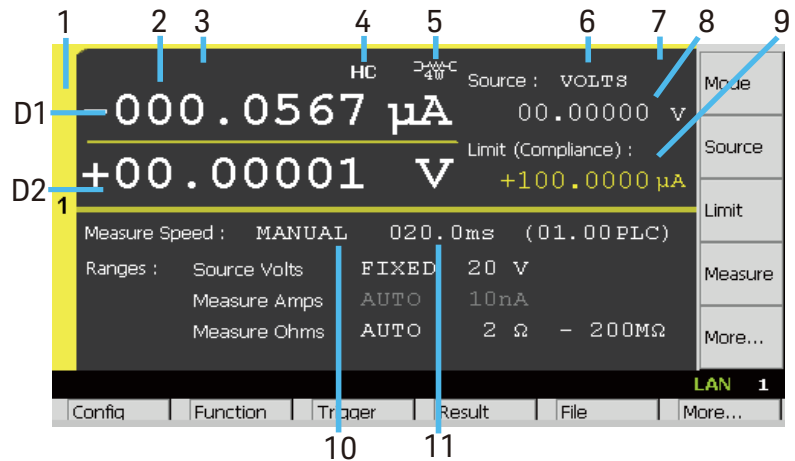 1 2 3 4 5 6 7 8 9
HC 4W Source : VOLTS Mode
D1 -000.0567 µA 00.00000 V
Limit (Compliance) : Source
D2 +00.00001 V +100.0000 µA
1 Limit
Measure Speed : MANUAL 020.0ms (01.00PLC)
Ranges : Source Volts FIXED 20 V Measure
Measure Amps AUTO 10nA
Measure Ohms AUTO 2 Ω - 200MΩ More...
LAN 1
Config Function Trigger Result File More...
10 11